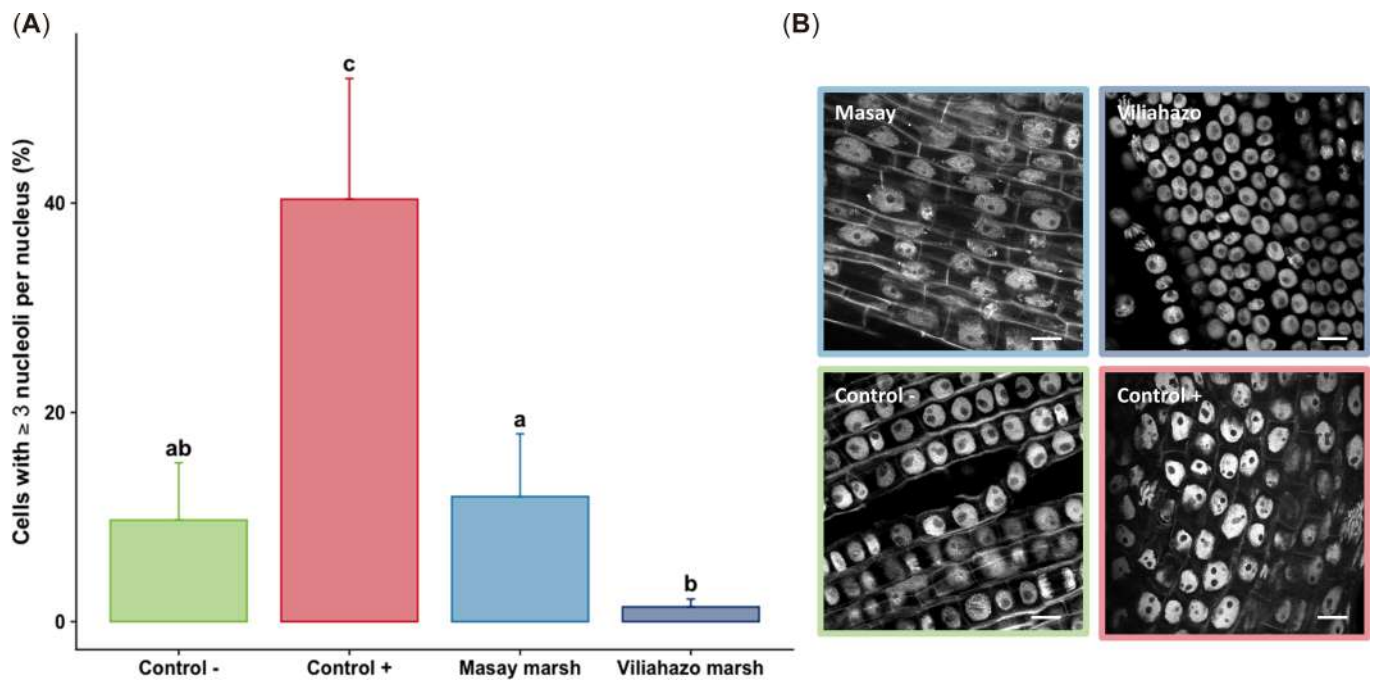 (A)
Cells with ≥ 3 nucleoli per nucleus (%)
40
20
0
ab
c
a
b
Control -
Control +
Masay marsh
Viliahazo marsh
(B)
Masay
Viliahazo
Control -
Control +